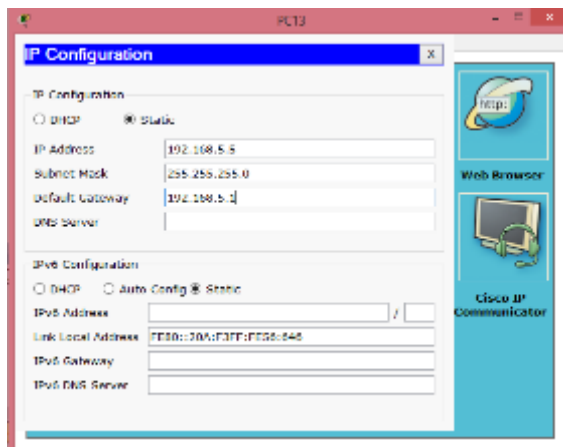 PCT3
IP Configuration X
IP Configuration
DHCP Static
IP Address 192.168.5.5
Subnet Mask 255.255.255.0
Default Gateway 192.168.5.1
DNS Server
http:
Web Browser
IPv6 Configuration
DHCP Auto Config Static
IPv6 Address /
Link Local Address
IPv6 Gateway
IPv6 DNS Server
Cisco IP
Communicator